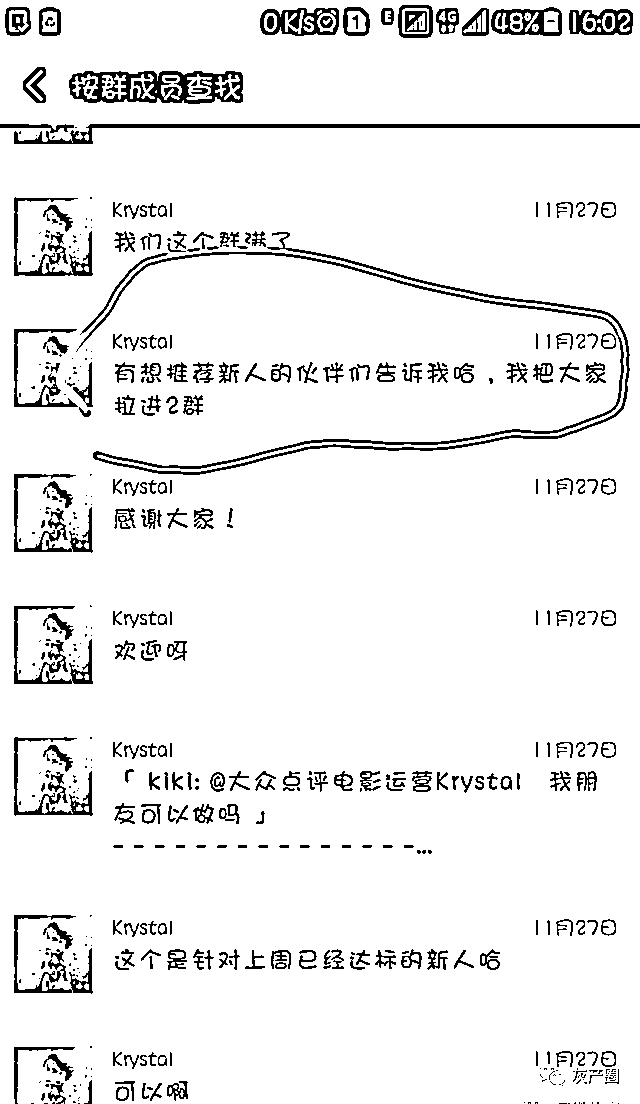 0K/s 1 E 4G 48% 16:02
按群成员查找
Krystal 11月27日
我们这个群满了
Krystal 11月27日
有想推荐新人的伙伴们告诉我哈，我把大家
拉进2群
Krystal 11月27日
感谢大家！
Krystal 11月27日
欢迎呀
Krystal 11月27日
「 kiki: @大众点评电影运营Krystal 我朋
友可以做吗 」
- - - - - - - - - - - - - - - -...
Krystal 11月27日
这个是针对上周已经达标的新人哈
Krystal 11月27日
可以啊
灰产圈